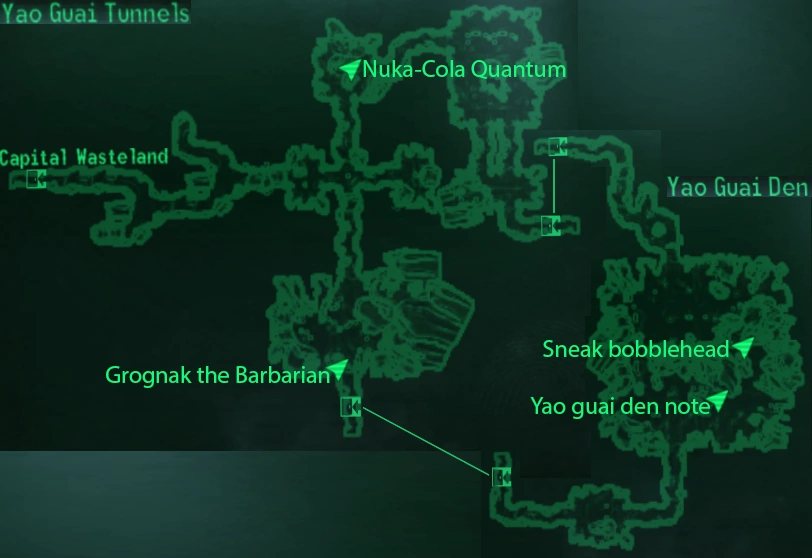 Yao Guai Tunnels
Nuka-Cola Quantum
Capital Wasteland
Yao Guai Den
Sneak bobblehead
Grognak the Barbarian
Yao guai den note